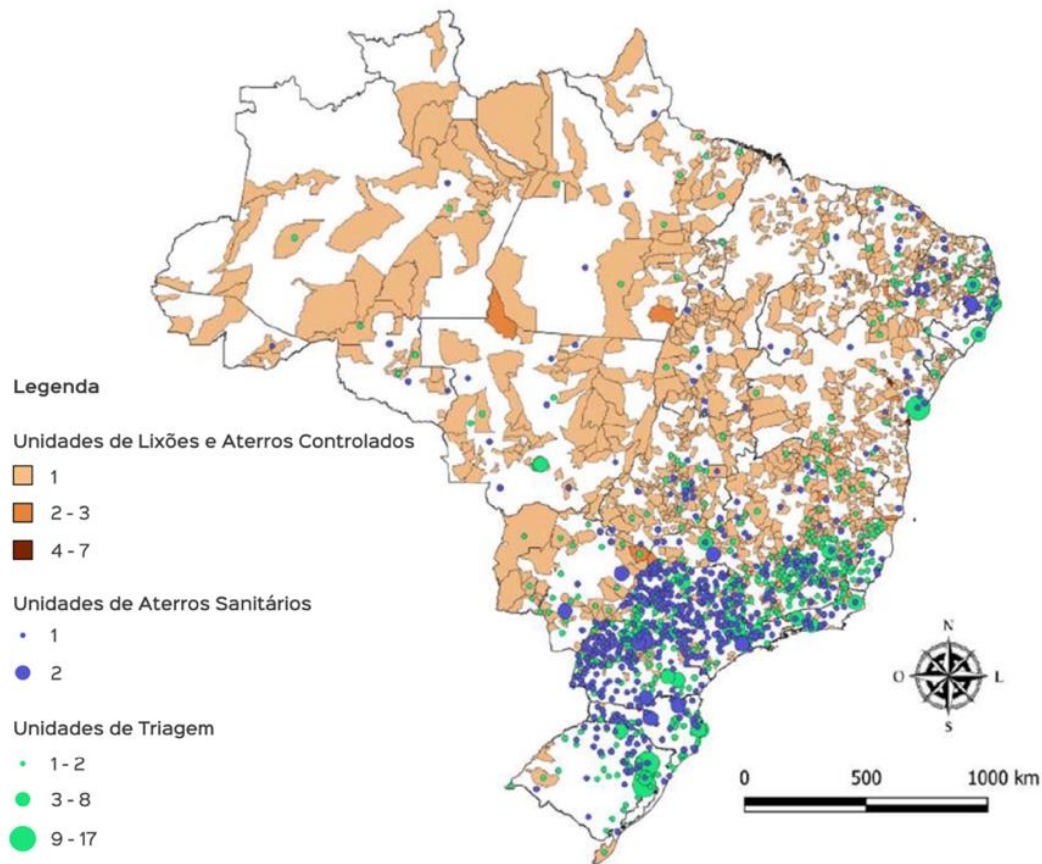 Legenda
Unidades de Lixões e Aterros Controlados
1
2 - 3
4 - 7
Unidades de Aterros Sanitários
1
2
Unidades de Triagem
1 - 2
3 - 8
9 - 17
N
O
L
S
0 500 1000 km